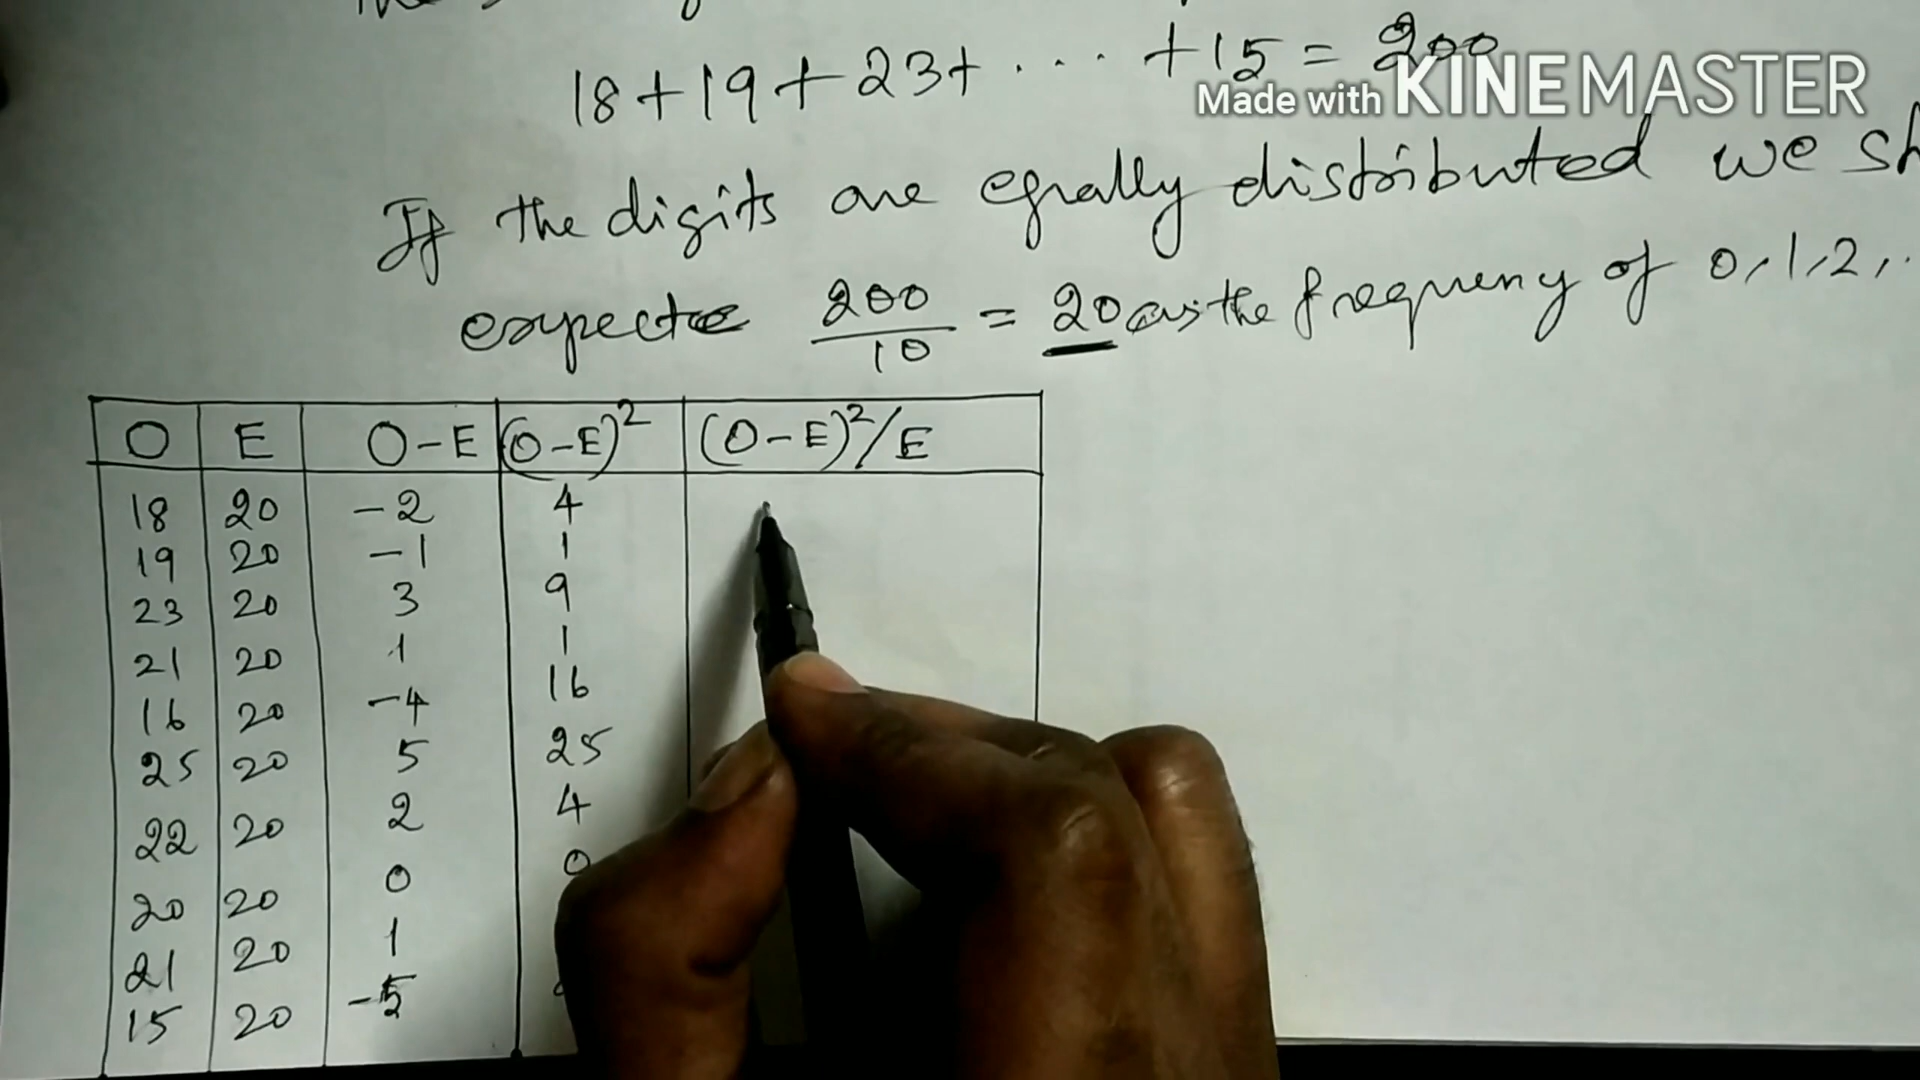 18+19+23+ . . . . +15 = 200
Made with KINEMASTER
If the digits are equally distributed we sh
expecte 200/10 = 20 as the frequency of 0,1,2,..
O E O-E (O-E)² (O-E)²/E
18 20 -2 4
19 20 -1 1
23 20 3 9
21 20 1 1
16 20 -4 16
25 20 5 25
22 20 2 4
20 20 0 0
21 20 1
15 20 -5